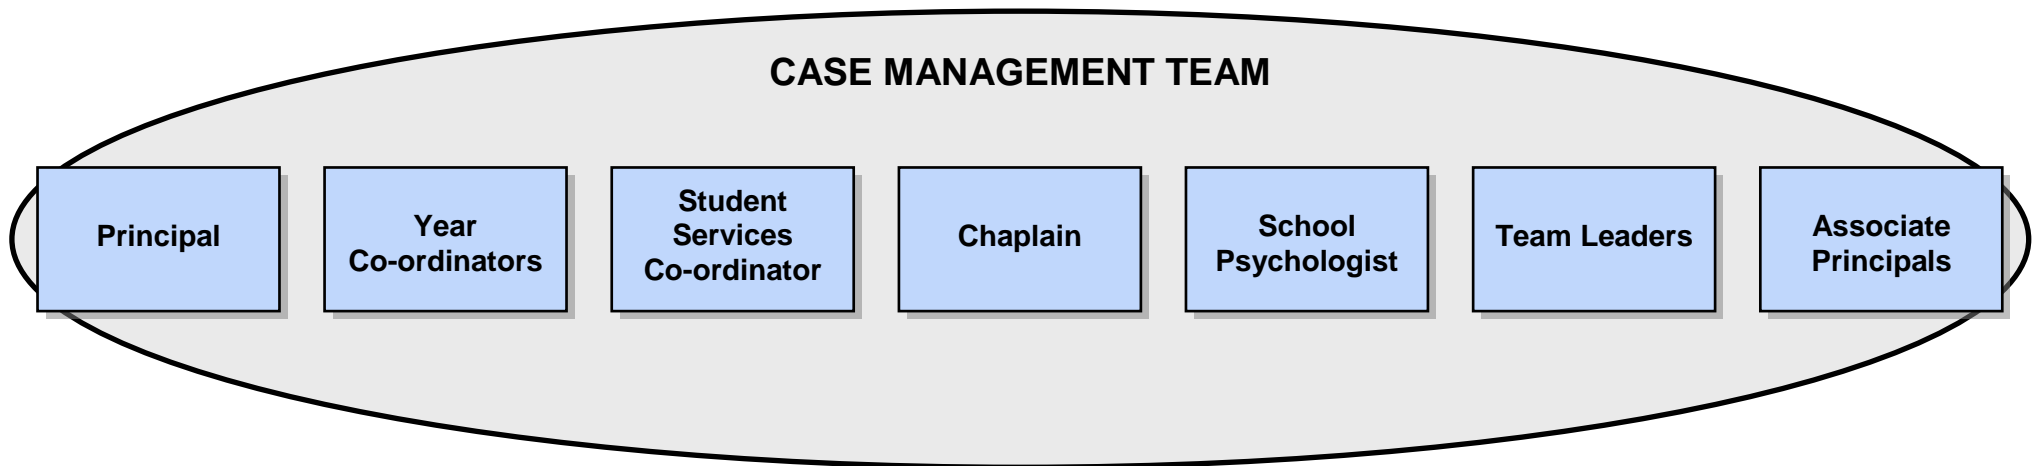 CASE MANAGEMENT TEAM
Principal
Year
Co-ordinators
Student
Services
Co-ordinator
Chaplain
School
Psychologist
Team Leaders
Associate
Principals